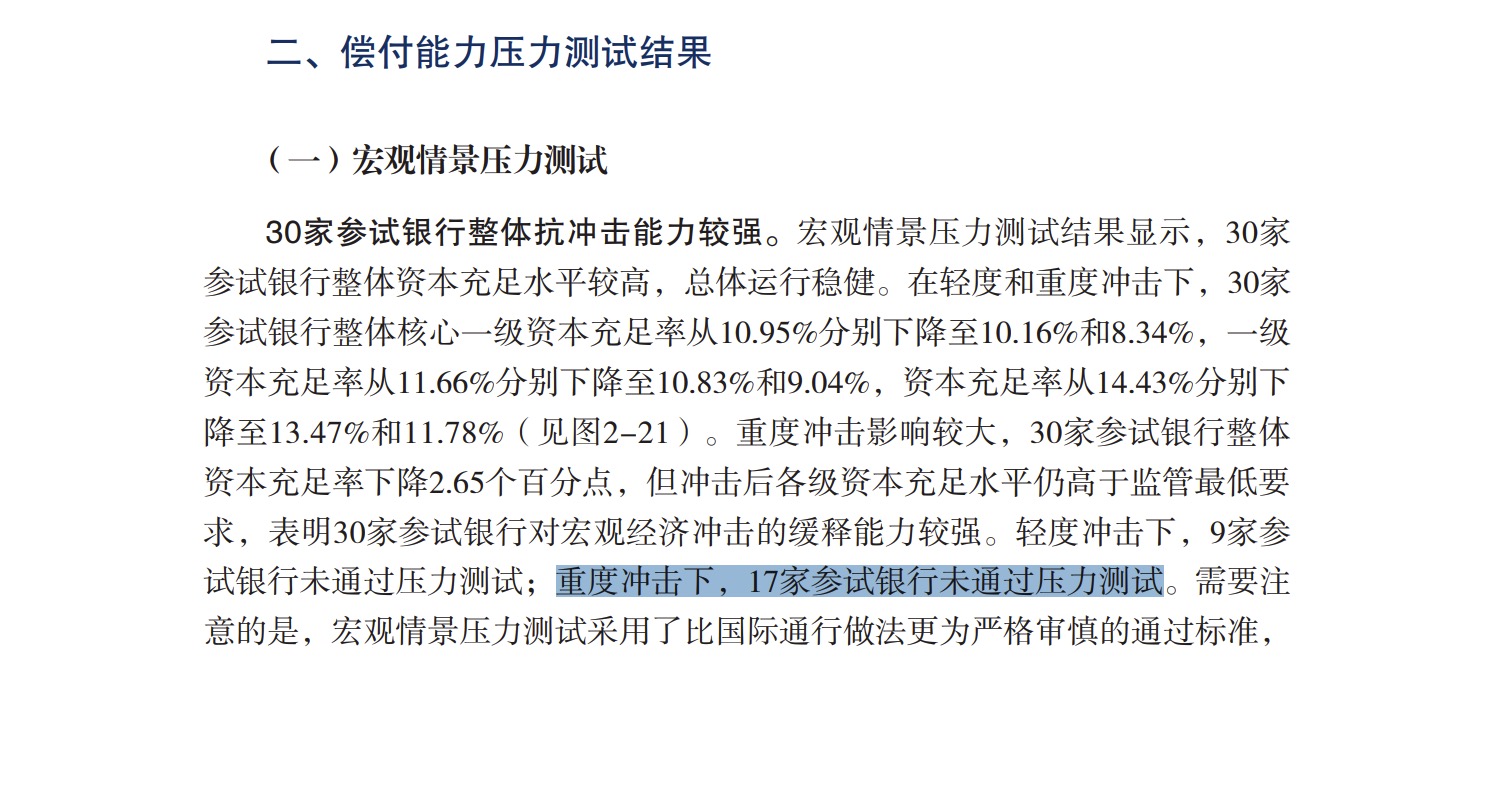 二、偿付能力压力测试结果
（一）宏观情景压力测试
30家参试银行整体抗冲击能力较强。宏观情景压力测试结果显示，30家
参试银行整体资本充足水平较高，总体运行稳健。在轻度和重度冲击下，30家
参试银行整体核心一级资本充足率从10.95%分别下降至10.16%和8.34%，一级
资本充足率从11.66%分别下降至10.83%和9.04%，资本充足率从14.43%分别下
降至13.47%和11.78%（见图2-21）。重度冲击影响较大，30家参试银行整体
资本充足率下降2.65个百分点，但冲击后各级资本充足水平仍高于监管最低要
求，表明30家参试银行对宏观经济冲击的缓释能力较强。轻度冲击下，9家参
试银行未通过压力测试；重度冲击下，17家参试银行未通过压力测试。需要注
意的是，宏观情景压力测试采用了比国际通行做法更为严格审慎的通过标准，